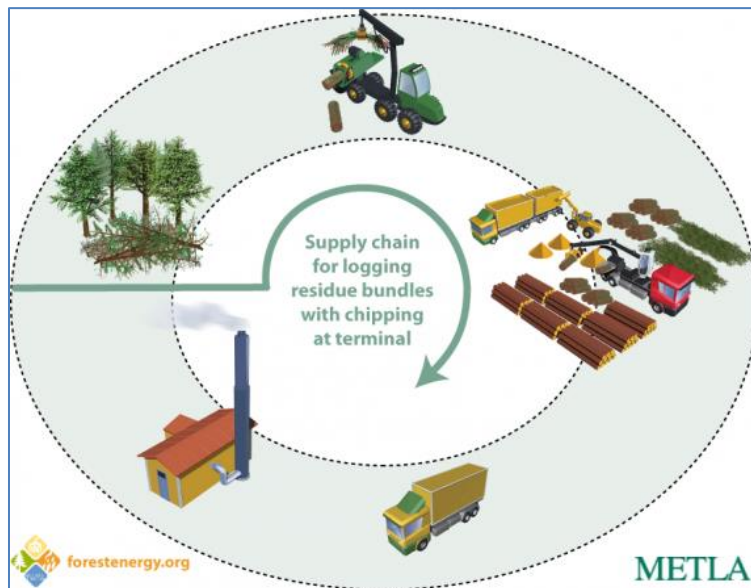 Supply chain
for logging
residue bundles
with chipping
at terminal
forestenergy.org
METLA